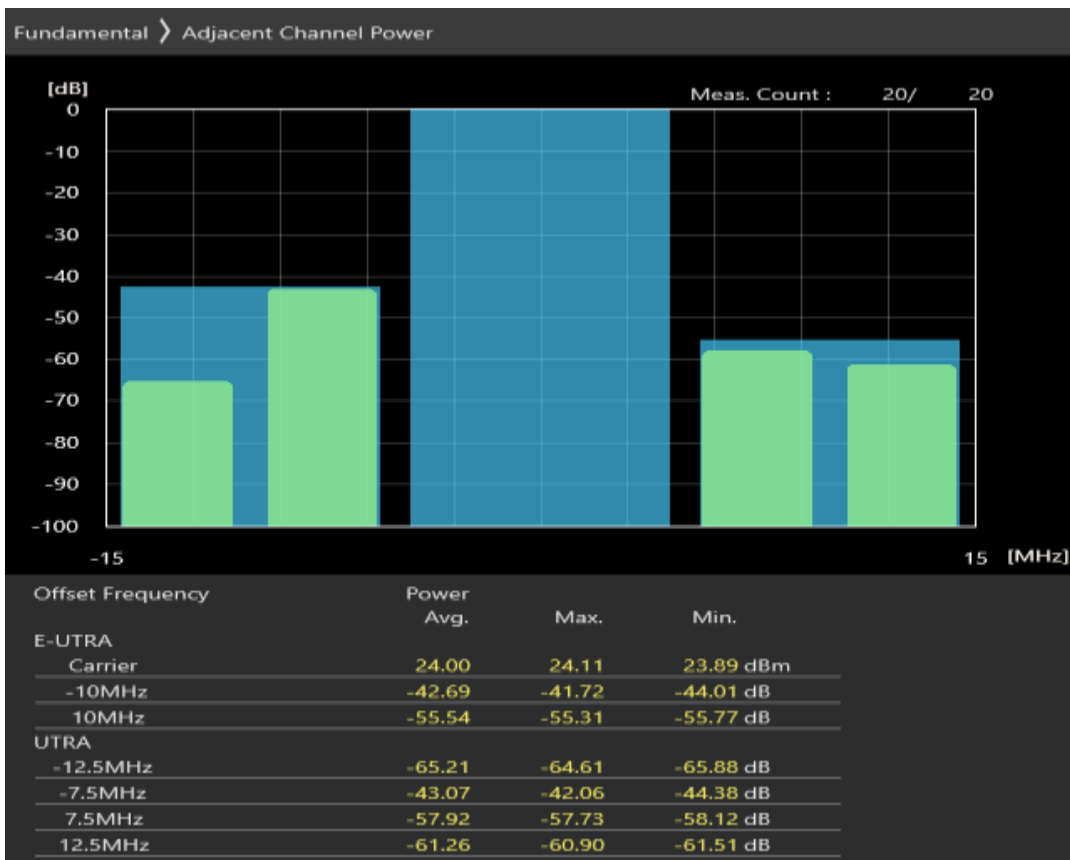 Fundamental 〉 Adjacent Channel Power
[dB]
Meas. Count : 20/ 20
0
-10
-20
-30
-40
-50
-60
-70
-80
-90
-100
-15 15 [MHz]
Offset Frequency Power
Avg. Max. Min.
E-UTRA
Carrier 24.00 24.11 23.89 dBm
-10MHz -42.69 -41.72 -44.01 dB
10MHz -55.54 -55.31 -55.77 dB
UTRA
-12.5MHz -65.21 -64.61 -65.88 dB
-7.5MHz -43.07 -42.06 -44.38 dB
7.5MHz -57.92 -57.73 -58.12 dB
12.5MHz -61.26 -60.90 -61.51 dB